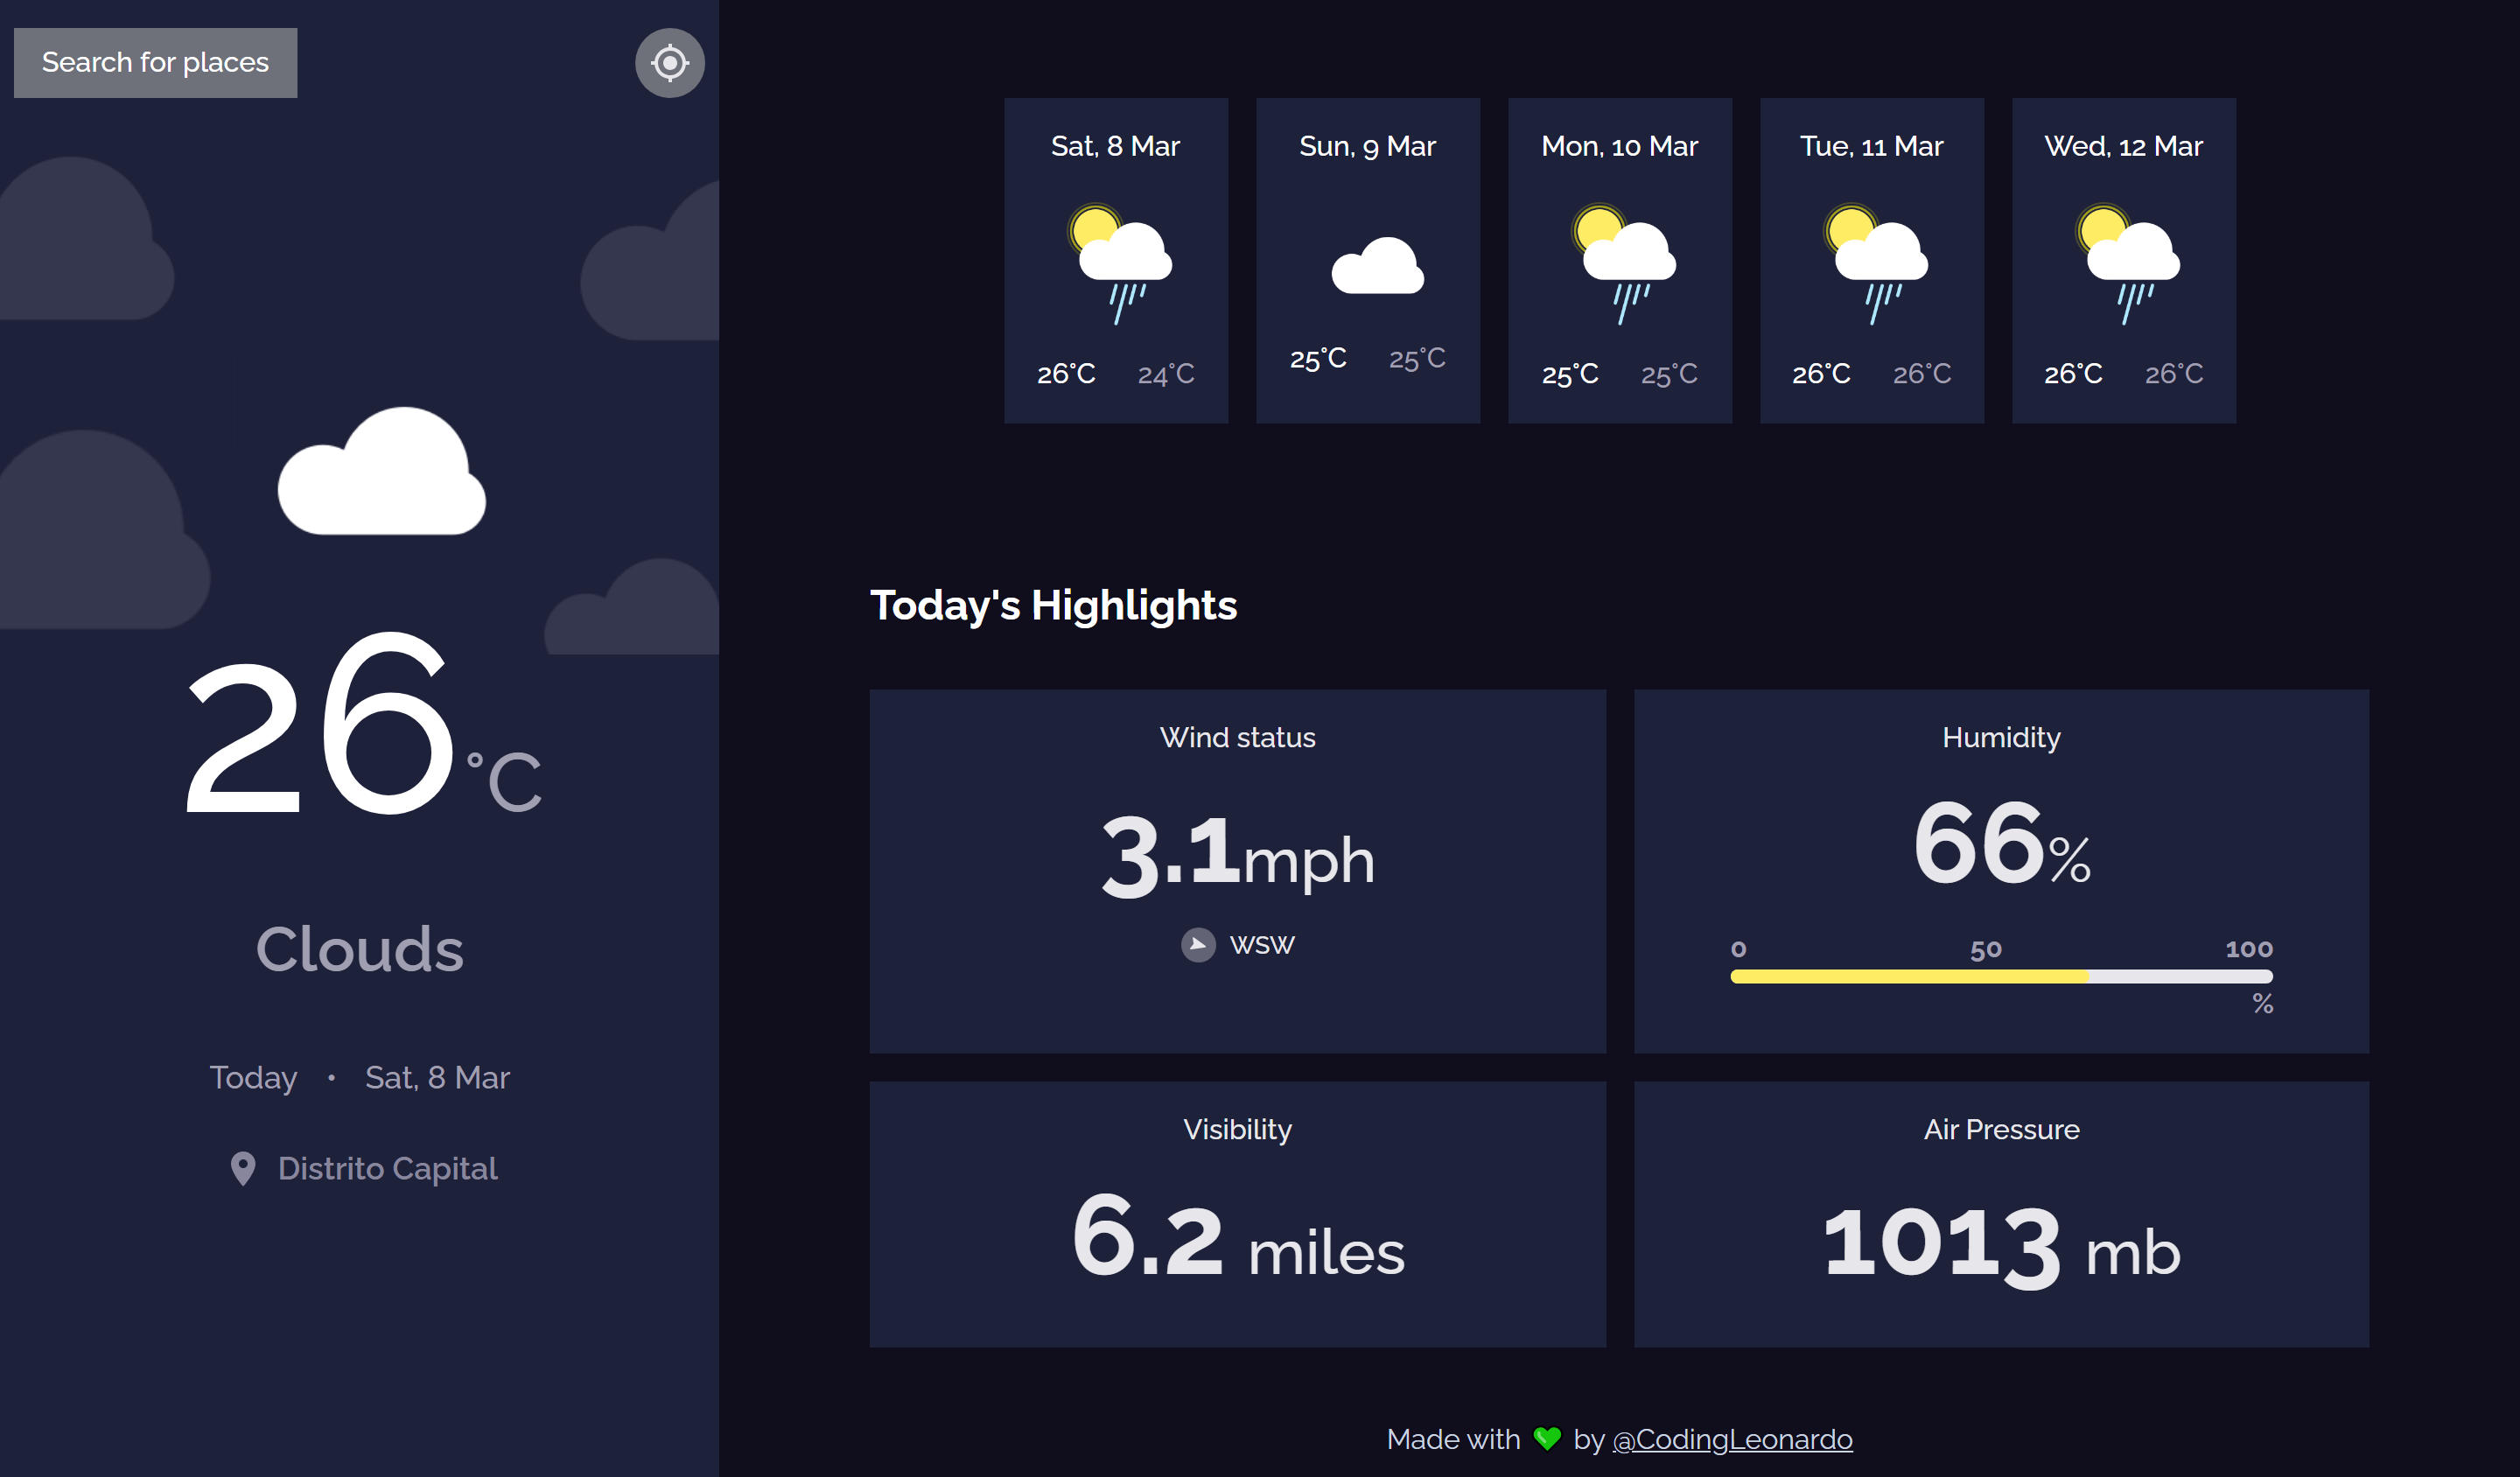 Search for places
26°C
Clouds
Today • Sat, 8 Mar
Distrito Capital
Sat, 8 Mar
26°C 24°C
Sun, 9 Mar
25°C 25°C
Mon, 10 Mar
25°C 25°C
Tue, 11 Mar
26°C 26°C
Wed, 12 Mar
26°C 26°C
Today's Highlights
Wind status
3.1mph
WSW
Humidity
66%
0 50 100
%
Visibility
6.2 miles
Air Pressure
1013 mb
Made with 💚 by @CodingLeonardo